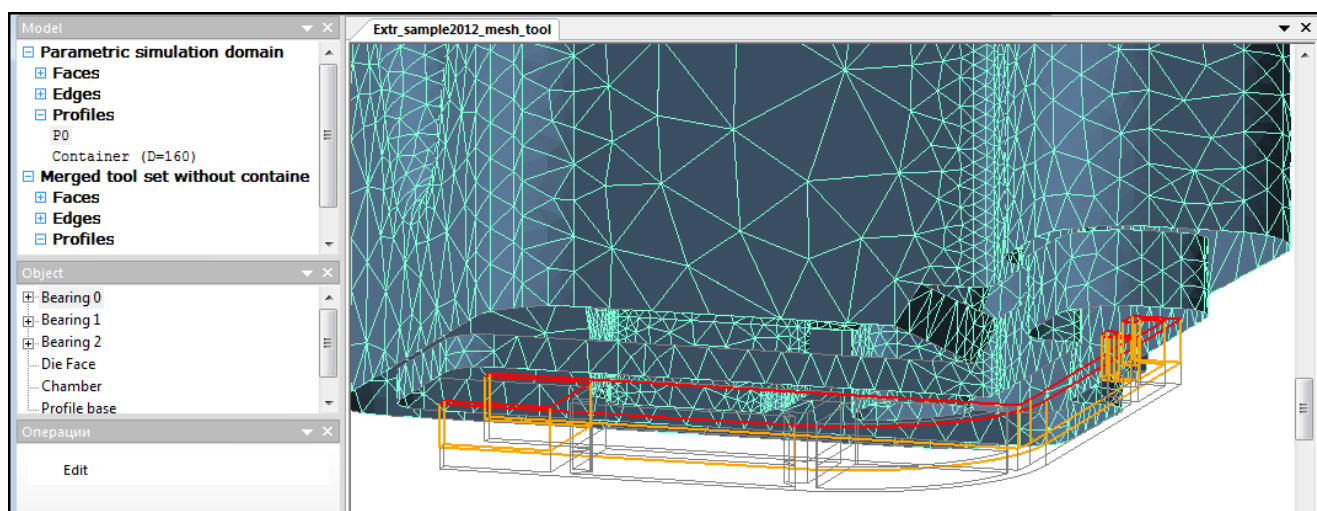 Model
Parametric simulation domain
Faces
Edges
Profiles
P0
Container (D=160)
Merged tool set without containe
Faces
Edges
Profiles
Object
Bearing 0
Bearing 1
Bearing 2
Die Face
Chamber
Profile base
Операции
Edit
Extr_sample2012_mesh_tool